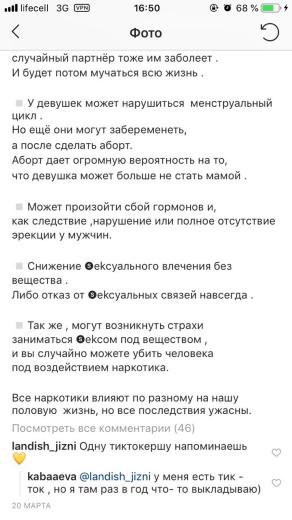 lifecell 3G VPN 16:50 68 %
Фото
случайный партнёр тоже им заболеет .
И будет потом мучаться всю жизнь .
У девушек может нарушиться менструальный
цикл .
Но ещё они могут забеременеть,
а после сделать аборт.
Аборт дает огромную вероятность на то,
что девушка может больше не стать мамой .
Может произойти сбой гормонов и,
как следствие ,нарушение или полное отсутствие
эрекции у мужчин.
Снижение 🅢ekсуального влечения без
вещества .
Либо отказ от 🅢ekсуальных связей навсегда .
Так же , могут возникнуть страхи
заниматься 🅢ekсом под веществом ,
и вы случайно можете убить человека
под воздействием наркотика.
Все наркотики влияют по разному на нашу
половую жизнь, но все последствия ужасны.
Посмотреть все комментарии (46)
landish_jizni Одну тиктокершу напоминаешь
💛
kabaaeva @landish_jizni у меня есть тик -
ток , но я там раз в год что- то выкладываю)
20 МАРТА